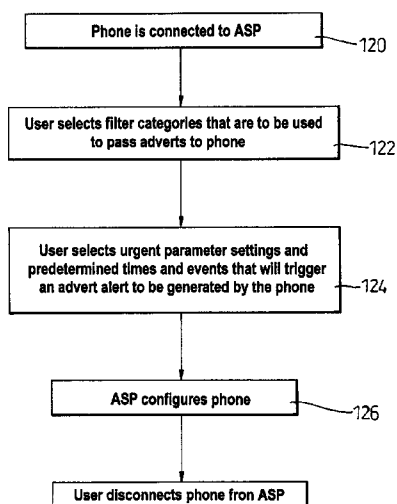 Phone is connected to ASP
120
User selects filter categories that are to be used
to pass adverts to phone
122
User selects urgent parameter settings and
predetermined times and events that will trigger
an advert alert to be generated by the phone
124
ASP configures phone
126
User disconnects phone fron ASP